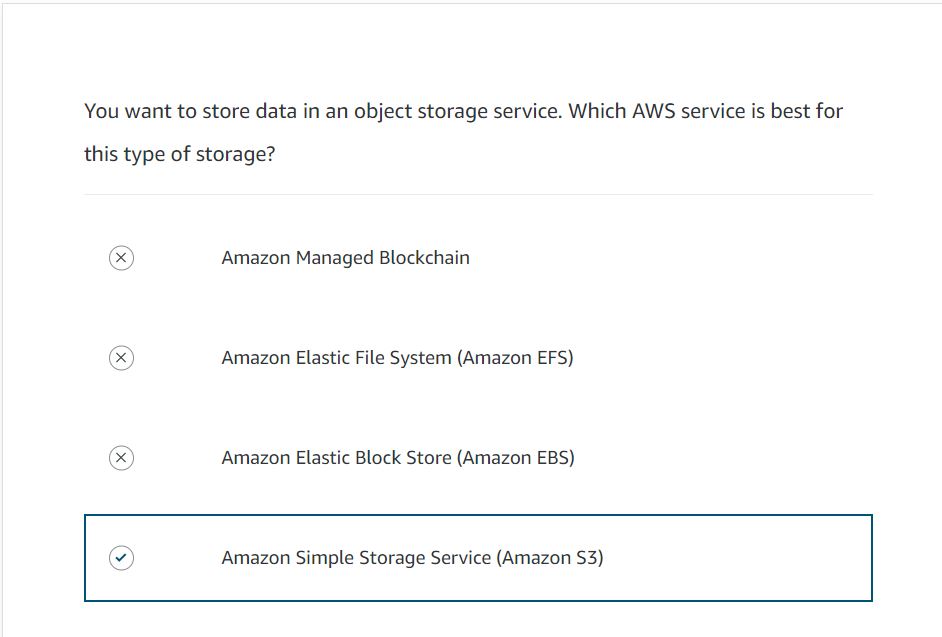 You want to store data in an object storage service. Which AWS service is best for
this type of storage?
Amazon Managed Blockchain
Amazon Elastic File System (Amazon EFS)
Amazon Elastic Block Store (Amazon EBS)
Amazon Simple Storage Service (Amazon S3)